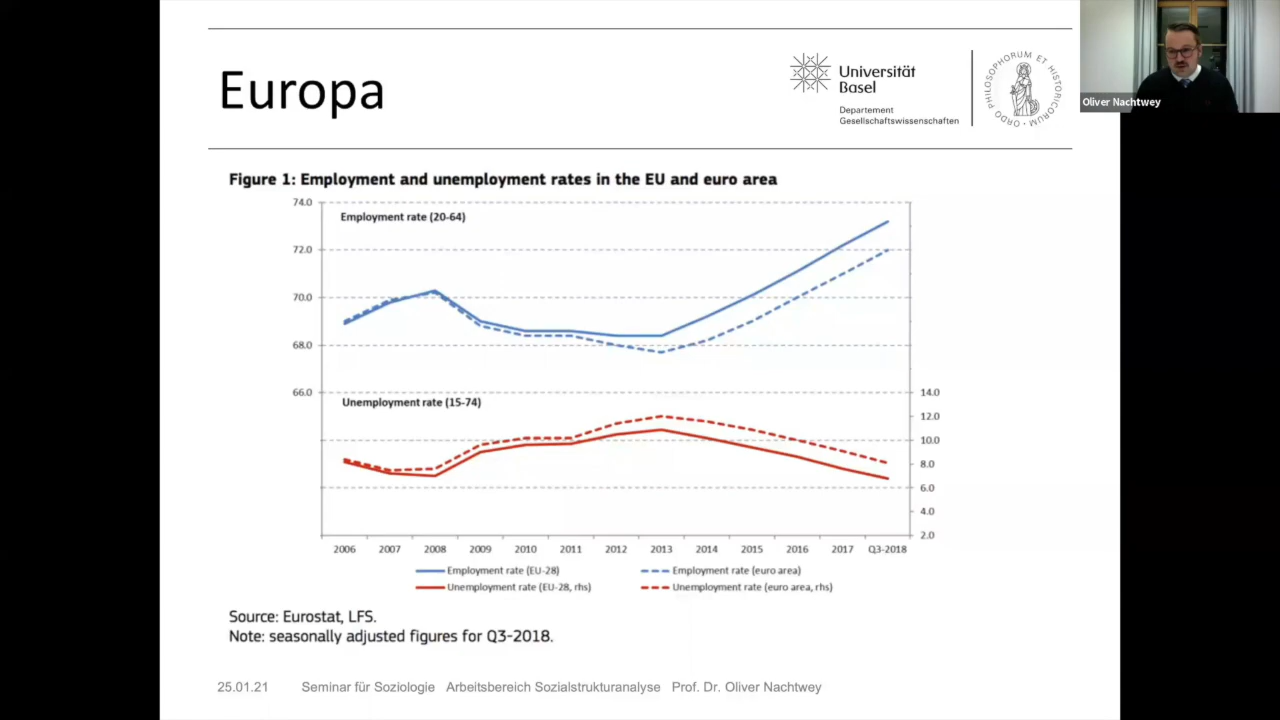 Europa
Universität
Basel
Departement
Gesellschaftswissenschaften
ORDO PHILOSOPHORUM ET HISTORICORUM
Oliver Nachtwey
Figure 1: Employment and unemployment rates in the EU and euro area
Employment rate (20-64)
74.0
72.0
70.0
68.0
66.0
Unemployment rate (15-74)
14.0
12.0
10.0
8.0
6.0
4.0
2.0
2006 2007 2008 2009 2010 2011 2012 2013 2014 2015 2016 2017 Q3-2018
Employment rate (EU-28) Employment rate (euro area)
Unemployment rate (EU-28, rhs) Unemployment rate (euro area, rhs)
Source: Eurostat, LFS.
Note: seasonally adjusted figures for Q3-2018.
25.01.21 Seminar für Soziologie Arbeitsbereich Sozialstrukturanalyse Prof. Dr. Oliver Nachtwey